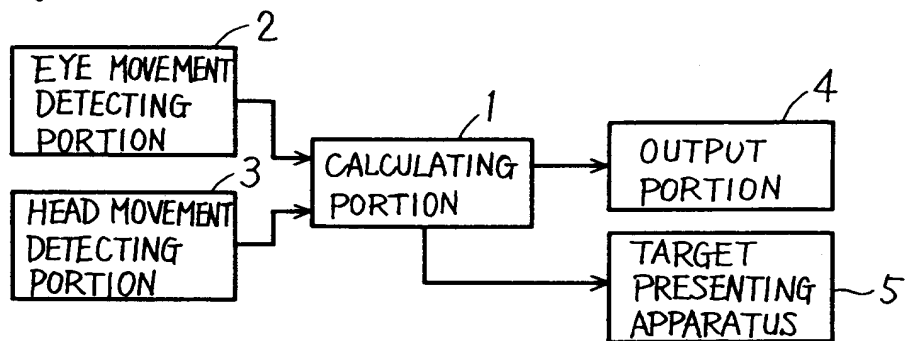 2
EYE MOVEMENT
DETECTING
PORTION
3
HEAD MOVEMENT
DETECTING
PORTION
1
CALCULATING
PORTION
4
OUTPUT
PORTION
TARGET
PRESENTING
APPARATUS
5